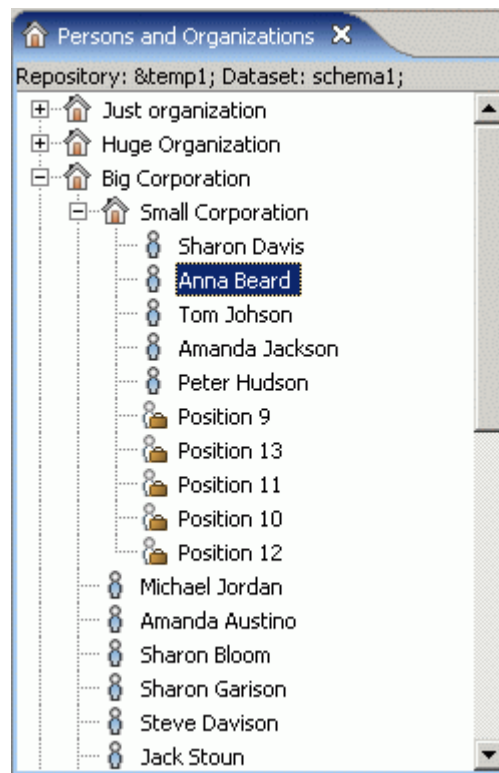 Persons and Organizations
Repository: &temp1; Dataset: schema1;
Just organization
Huge Organization
Big Corporation
Small Corporation
Sharon Davis
Anna Beard
Tom Johson
Amanda Jackson
Peter Hudson
Position 9
Position 13
Position 11
Position 10
Position 12
Michael Jordan
Amanda Austino
Sharon Bloom
Sharon Garison
Steve Davison
Jack Stoun